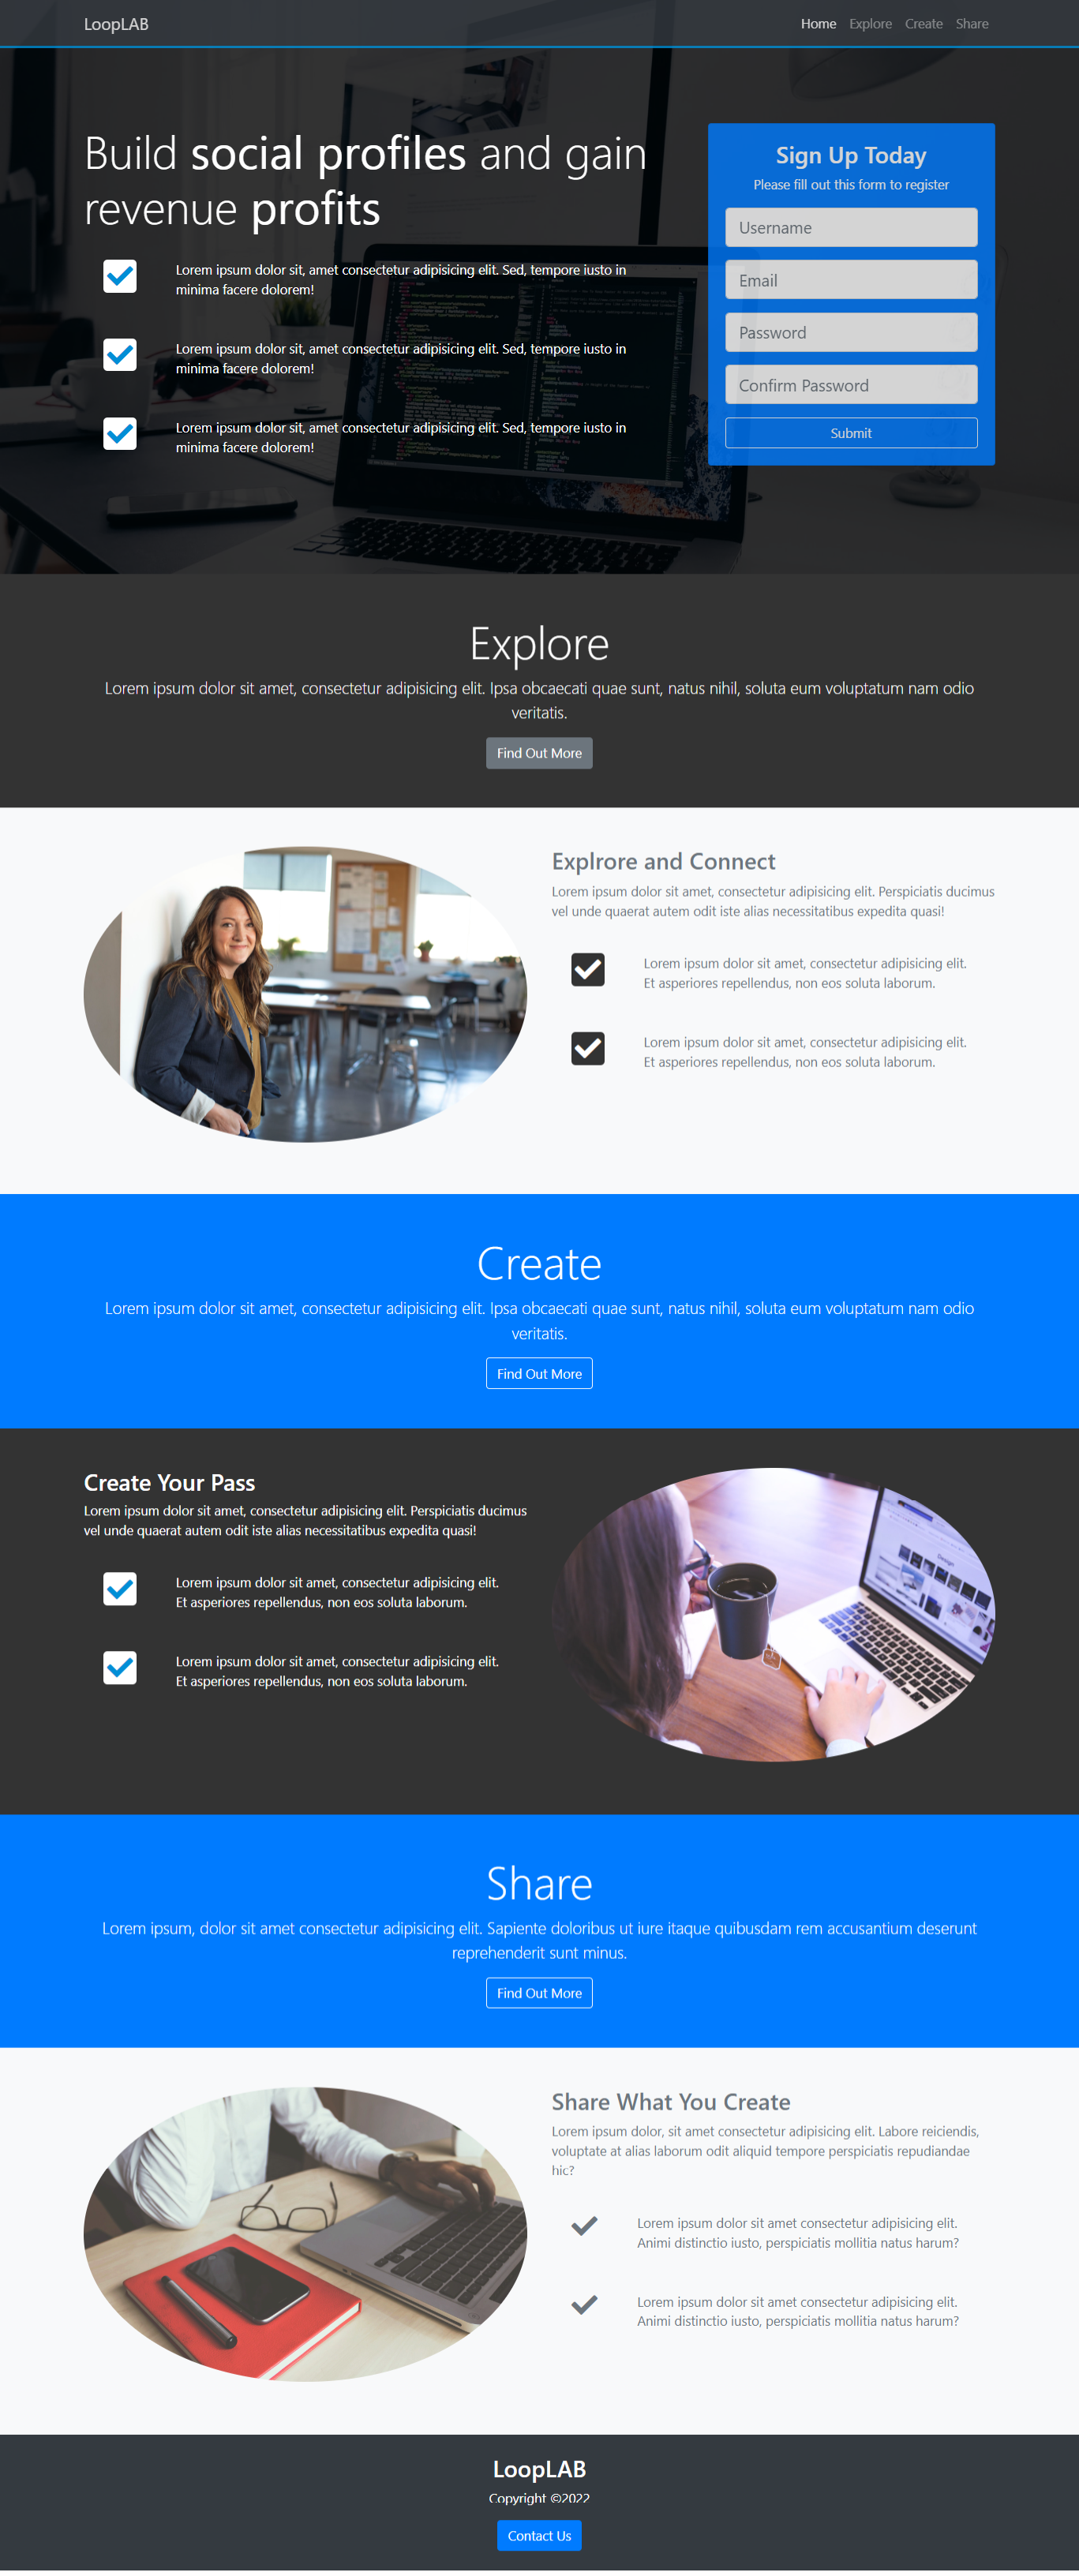 LoopLAB
Home Explore Create Share
Build social profiles and gain
revenue profits
Lorem ipsum dolor sit, amet consectetur adipisicing elit. Sed, tempore iusto in
minima facere dolorem!
Lorem ipsum dolor sit, amet consectetur adipisicing elit. Sed, tempore iusto in
minima facere dolorem!
Lorem ipsum dolor sit, amet consectetur adipisicing elit. Sed, tempore iusto in
minima facere dolorem!
Sign Up Today
Please fill out this form to register
Username
Email
Password
Confirm Password
Submit
Explore
Lorem ipsum dolor sit amet, consectetur adipisicing elit. Ipsa obcaecati quae sunt, natus nihil, soluta eum voluptatum nam odio
veritatis.
Find Out More
Explrore and Connect
Lorem ipsum dolor sit amet, consectetur adipisicing elit. Perspiciatis ducimus
vel unde quaerat autem odit iste alias necessitatibus expedita quasi!
Lorem ipsum dolor sit amet, consectetur adipisicing elit.
Et asperiores repellendus, non eos soluta laborum.
Lorem ipsum dolor sit amet, consectetur adipisicing elit.
Et asperiores repellendus, non eos soluta laborum.
Create
Lorem ipsum dolor sit amet, consectetur adipisicing elit. Ipsa obcaecati quae sunt, natus nihil, soluta eum voluptatum nam odio
veritatis.
Find Out More
Create Your Pass
Lorem ipsum dolor sit amet, consectetur adipisicing elit. Perspiciatis ducimus
vel unde quaerat autem odit iste alias necessitatibus expedita quasi!
Lorem ipsum dolor sit amet, consectetur adipisicing elit.
Et asperiores repellendus, non eos soluta laborum.
Lorem ipsum dolor sit amet, consectetur adipisicing elit.
Et asperiores repellendus, non eos soluta laborum.
Design
Share
Lorem ipsum, dolor sit amet consectetur adipisicing elit. Sapiente doloribus ut iure itaque quibusdam rem accusantium deserunt
reprehenderit sunt minus.
Find Out More
Share What You Create
Lorem ipsum dolor, sit amet consectetur adipisicing elit. Labore reiciendis,
voluptate at alias laborum odit aliquid tempore perspiciatis repudiandae
hic?
Lorem ipsum dolor sit amet consectetur adipisicing elit.
Animi distinctio iusto, perspiciatis mollitia natus harum?
Lorem ipsum dolor sit amet consectetur adipisicing elit.
Animi distinctio iusto, perspiciatis mollitia natus harum?
LoopLAB
Copyright ©2022
Contact Us